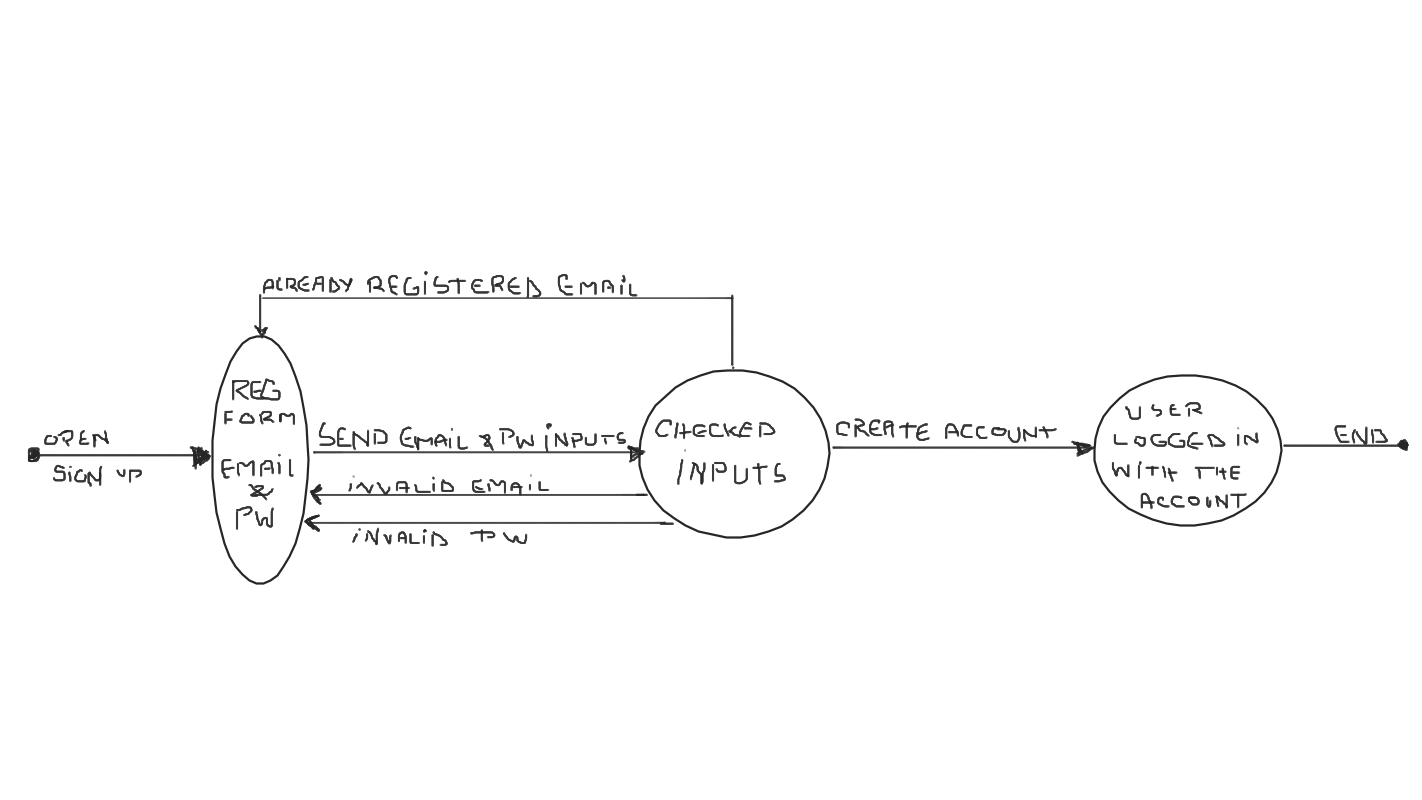 ALREADY REGISTERED EMAIL
OPEN
SIGN UP
REG
FORM
EMAIL
&
PW
SEND EMAIL & PW INPUTS
INVALID EMAIL
INVALID PW
CHECKED
INPUTS
CREATE ACCOUNT
USER
LOGGED IN
WITH THE
ACCOUNT
END